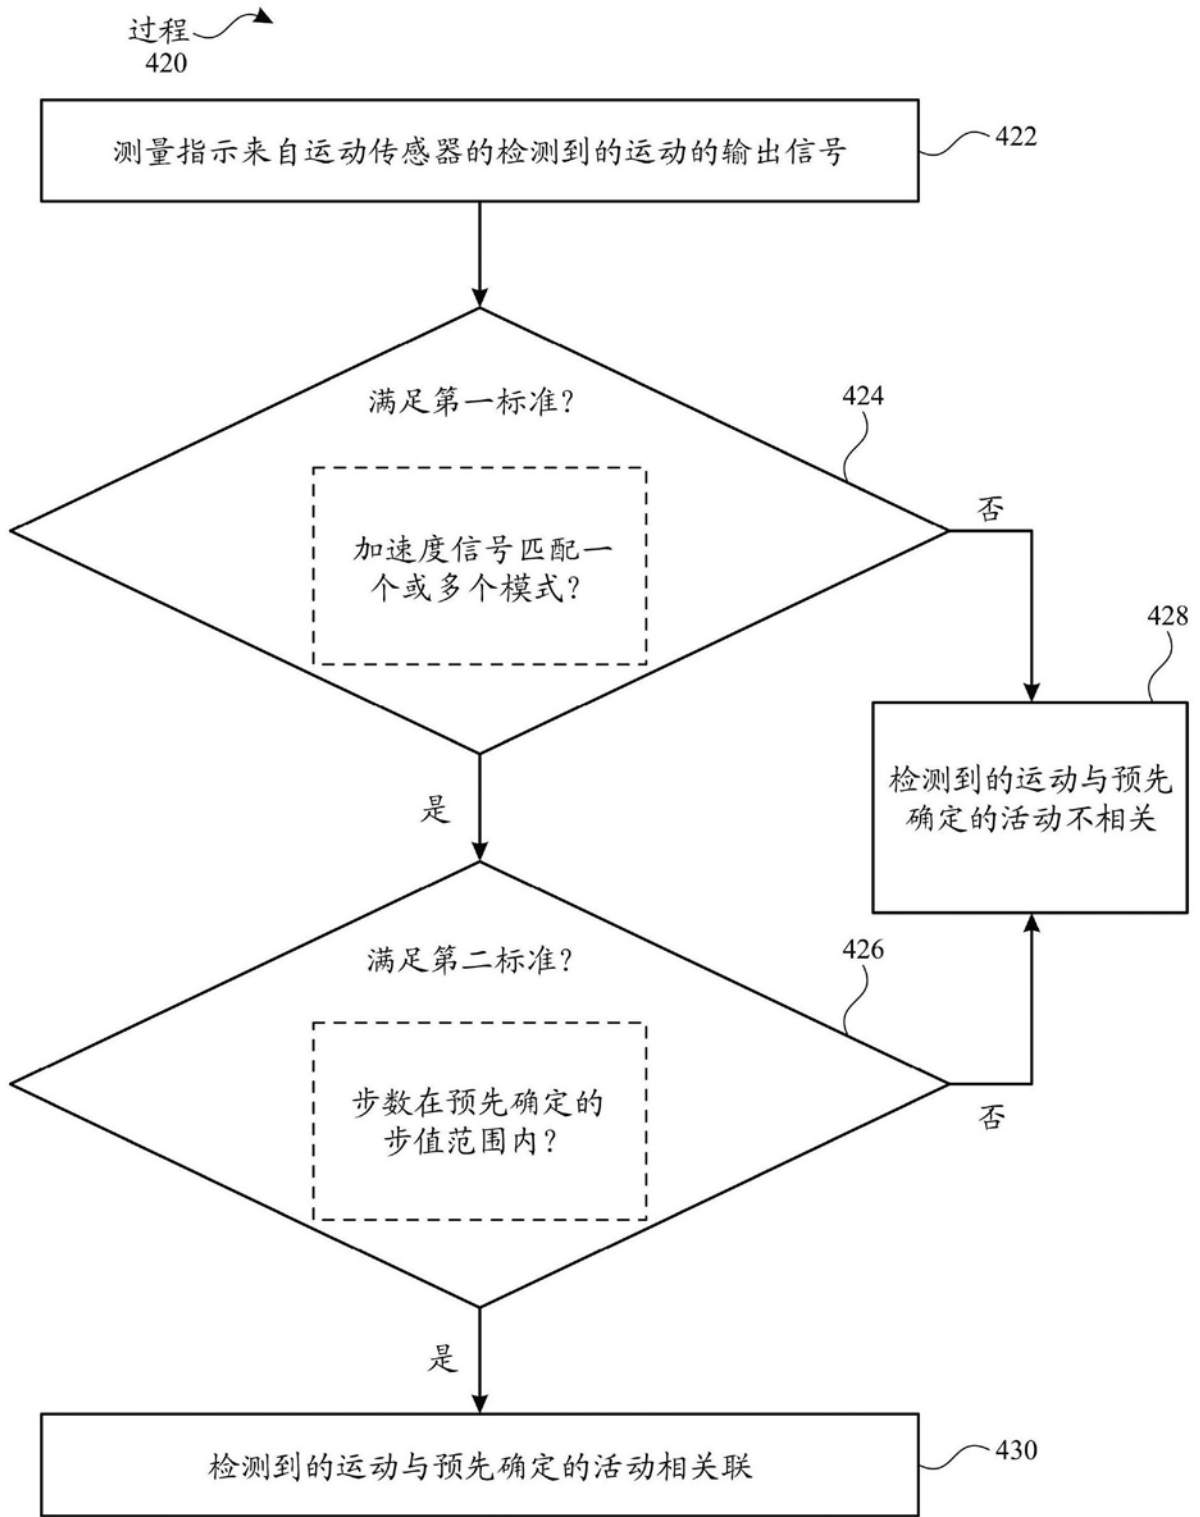 过程
420
测量指示来自运动传感器的检测到的运动的输出信号
422
满足第一标准?
424
加速度信号匹配一
个或多个模式?
否
428
检测到的运动与预先
确定的活动不相关
是
满足第二标准?
426
步数在预先确定的
步值范围内?
否
是
检测到的运动与预先确定的活动相关联
430